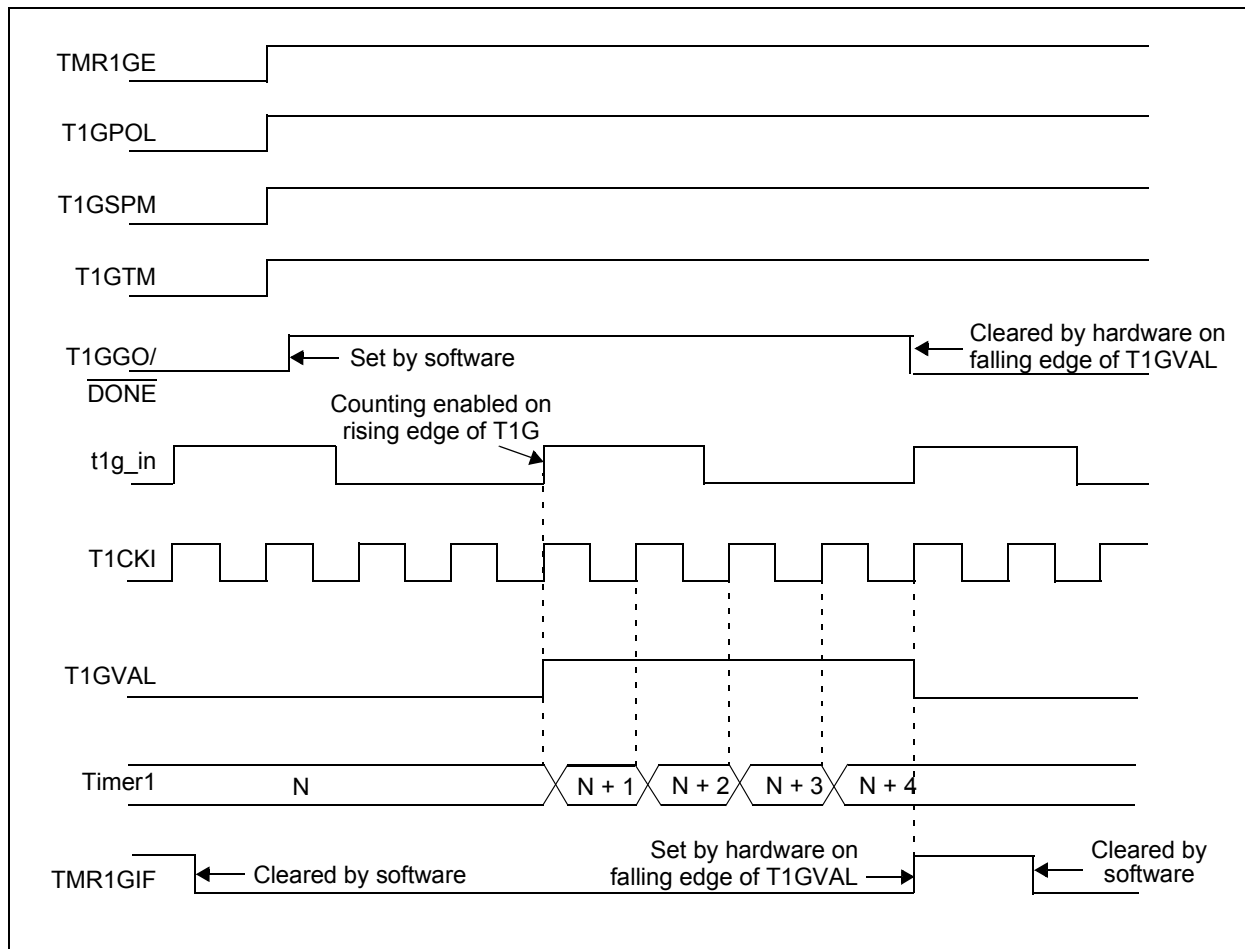 TMR1GE
T1GPOL
T1GSPM
T1GTM
T1GGO/
DONE
Set by software
Cleared by hardware on
falling edge of T1GVAL
Counting enabled on
rising edge of T1G
t1g_in
T1CKI
T1GVAL
Timer1
N
N + 1
N + 2
N + 3
N + 4
TMR1GIF
Cleared by software
Set by hardware on
falling edge of T1GVAL
Cleared by
software